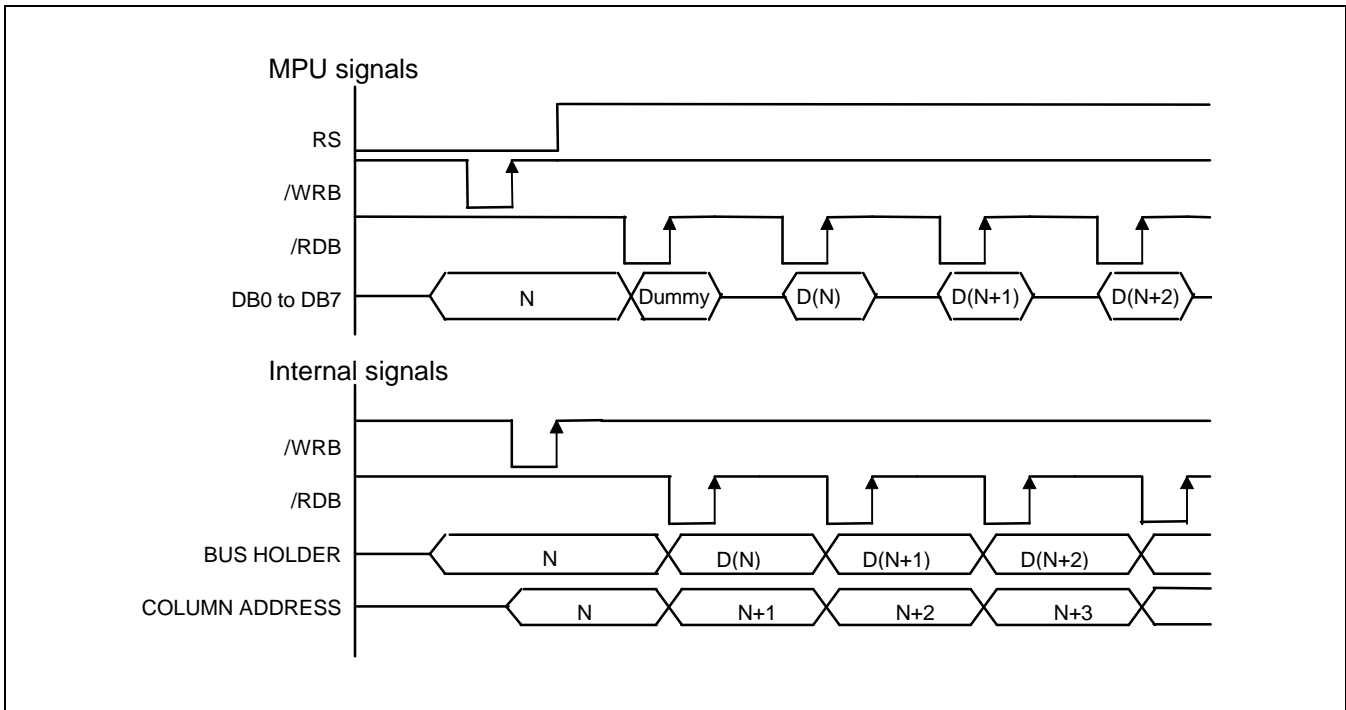 MPU signals
RS
/WRB
/RDB
DB0 to DB7
N
Dummy
D(N)
D(N+1)
D(N+2)
Internal signals
/WRB
/RDB
BUS HOLDER
N
D(N)
D(N+1)
D(N+2)
COLUMN ADDRESS
N
N+1
N+2
N+3